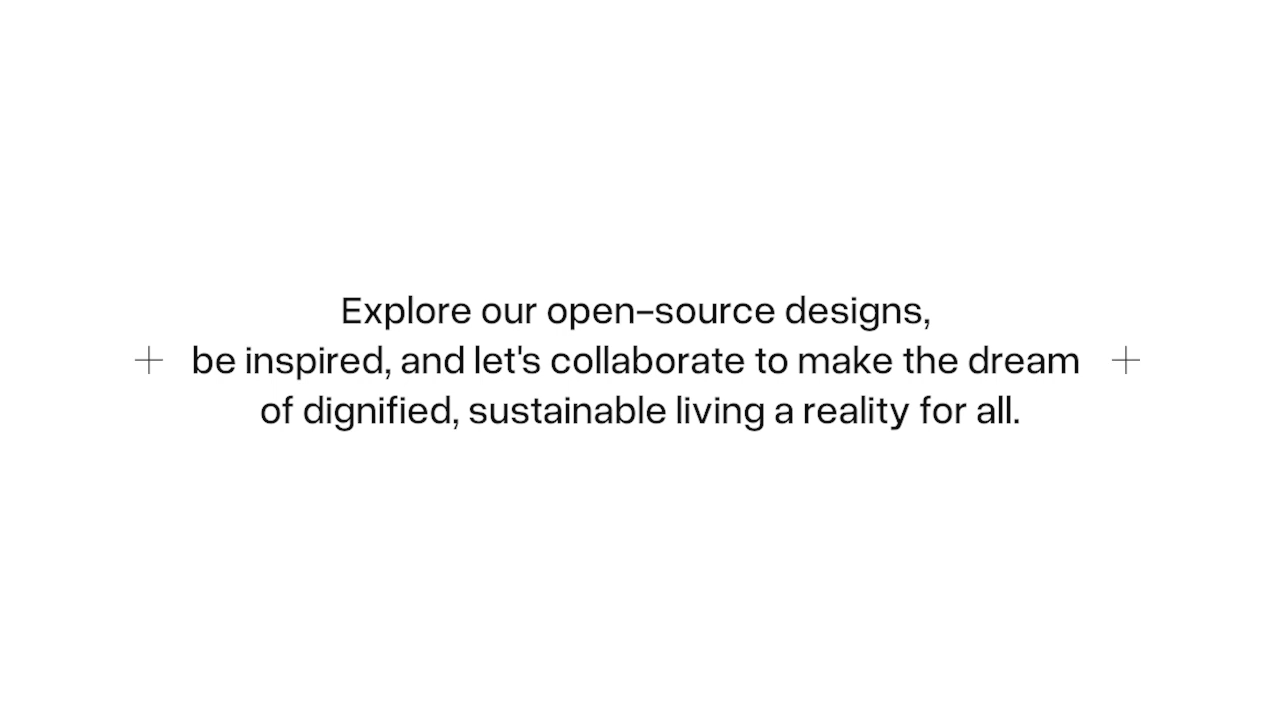 Explore our open-source designs,
be inspired, and let's collaborate to make the dream
of dignified, sustainable living a reality for all.